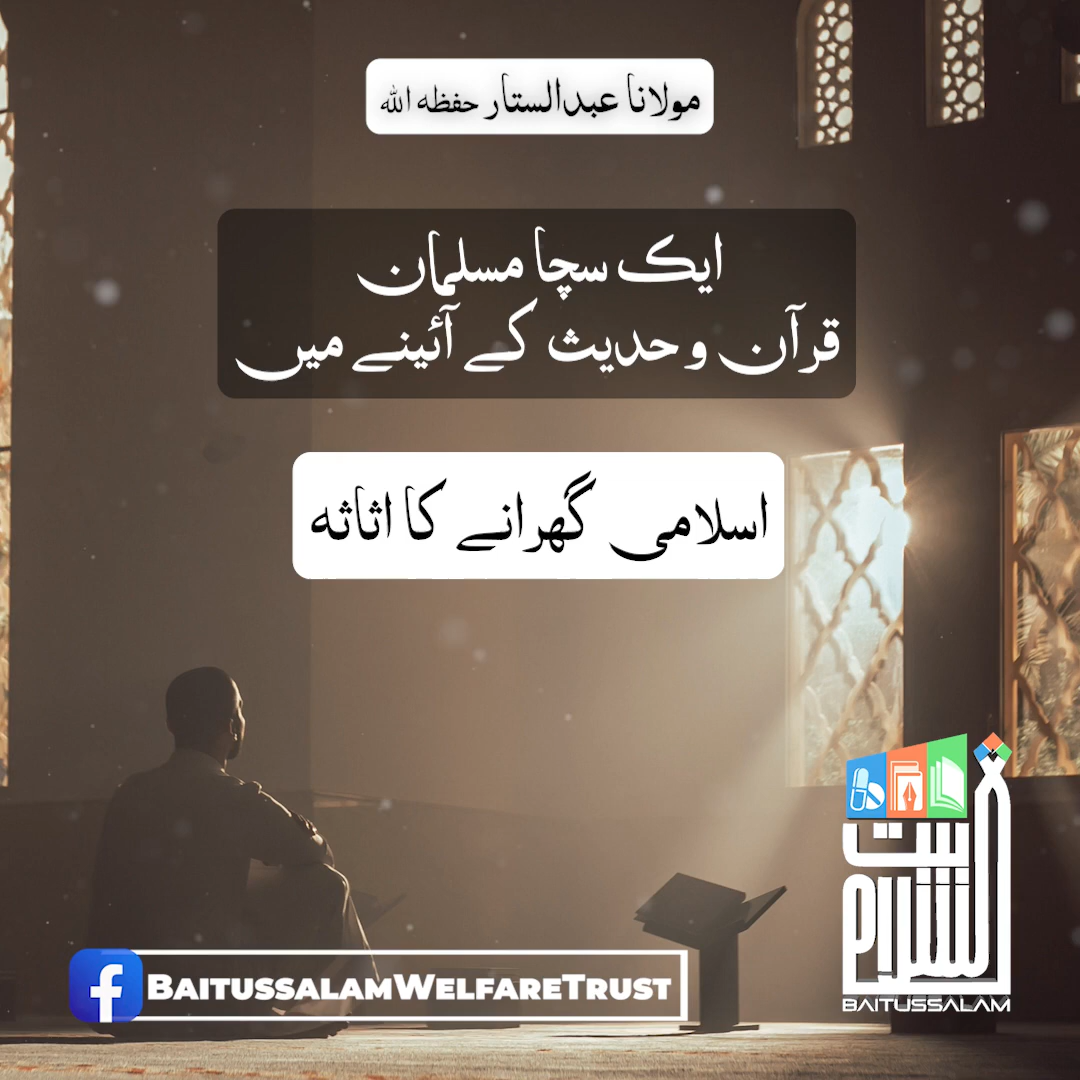 مولانا عبدالستار حفظہ اللہ
ایک سچا مسلمان
قرآن و حدیث کے آئینے میں
اسلامی گھرانے کا اثاثہ
بیت السلام
BAITUSSALAM
BAITUSSALAMWELFARETRUST